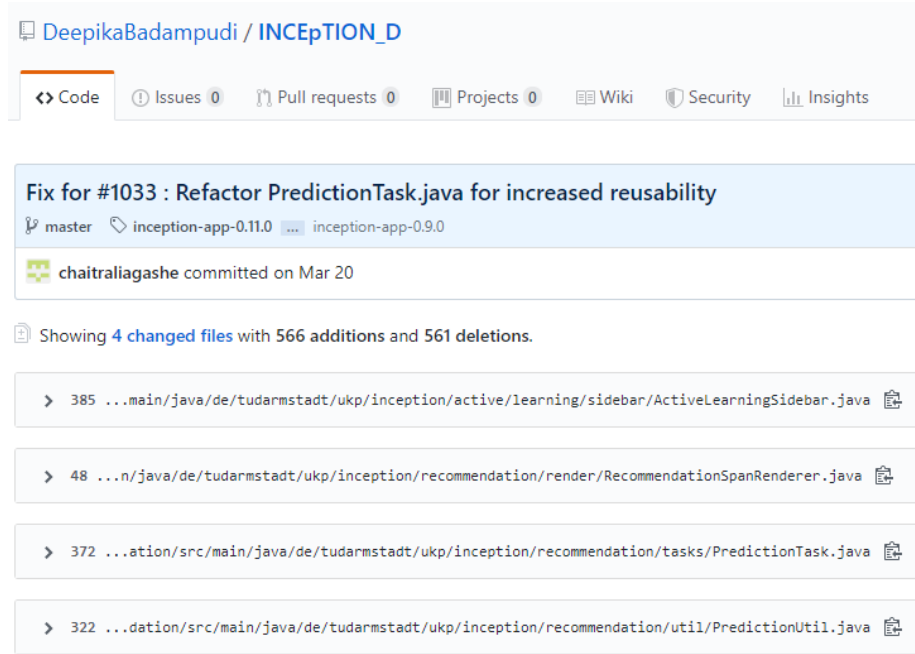 DeepikaBadampudi / INCEpTION_D
Code Issues 0 Pull requests 0 Projects 0 Wiki Security Insights
Fix for #1033 : Refactor PredictionTask.java for increased reusability
master inception-app-0.11.0 ... inception-app-0.9.0
chaitraliagashe committed on Mar 20
Showing 4 changed files with 566 additions and 561 deletions.
385 ...main/java/de/tudarmstadt/ukp/inception/active/learning/sidebar/ActiveLearningSidebar.java
48 ...n/java/de/tudarmstadt/ukp/inception/recommendation/render/RecommendationSpanRenderer.java
372 ...ation/src/main/java/de/tudarmstadt/ukp/inception/recommendation/tasks/PredictionTask.java
322 ...dation/src/main/java/de/tudarmstadt/ukp/inception/recommendation/util/PredictionUtil.java